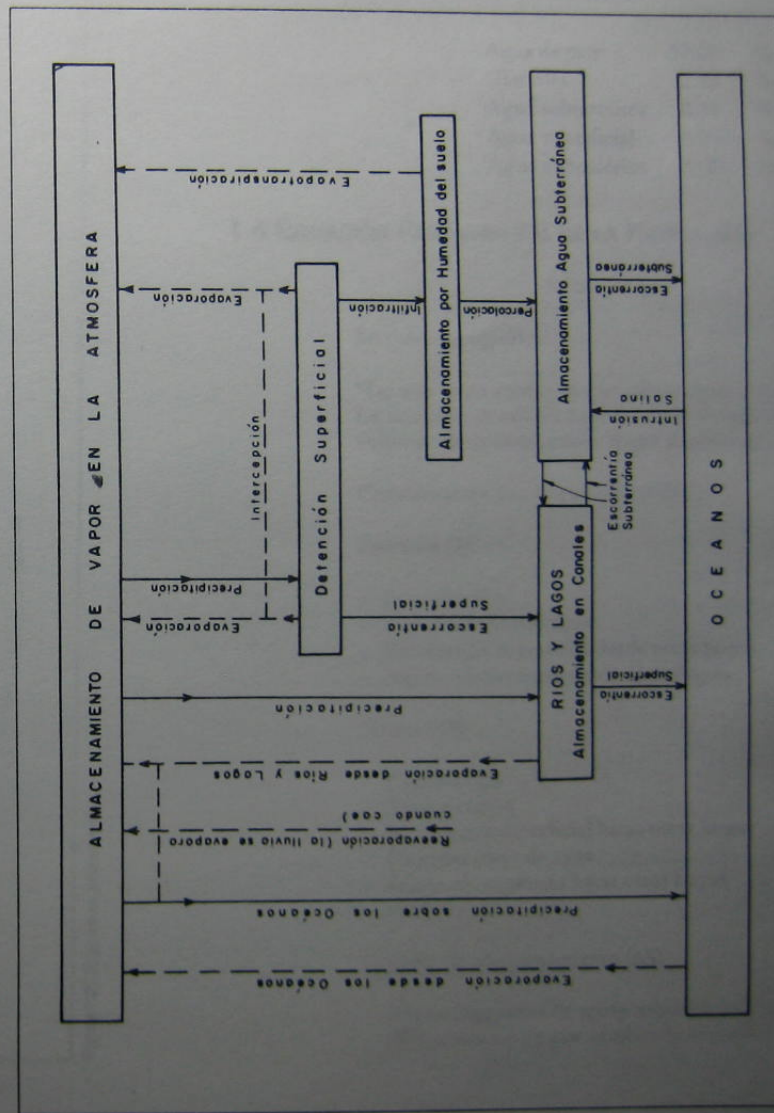 ALMACENAMIENTO DE VAPOR EN LA ATMOSFERA
Evaporación desde los Océanos
Precipitación sobre los Océanos
Reevaporación (la lluvia se evapora
cuando cae)
Evaporación desde Ríos y Lagos
Precipitación
Evaporación
Precipitación
Intercepción
Evaporación
Evapotranspiración
Detención Superficial
Escorrentía
Superficial
Infiltración
Almacenamiento por Humedad del suelo
Percolación
RIOS Y LAGOS
Almacenamiento en Canales
Escorrentía
Subterránea
Almacenamiento Agua Subterránea
Escorrentía
Superficial
Intrusión
Salina
Escorrentía
Subterránea
OCEANOS